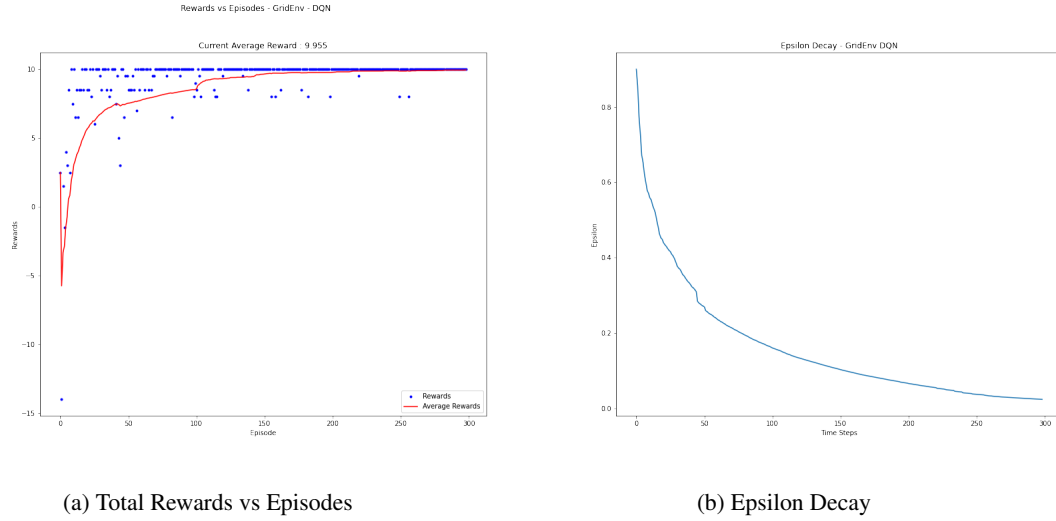 Rewards vs Episodes - GridEnv - DQN
Current Average Reward : 9.955
10
5
0
−5
−10
−15
Rewards
0
50
100
150
200
250
300
Episode
Rewards
Average Rewards
(a) Total Rewards vs Episodes
Epsilon Decay - GridEnv DQN
0.8
0.6
0.4
0.2
0.0
Epsilon
0
50
100
150
200
250
300
Time Steps
(b) Epsilon Decay